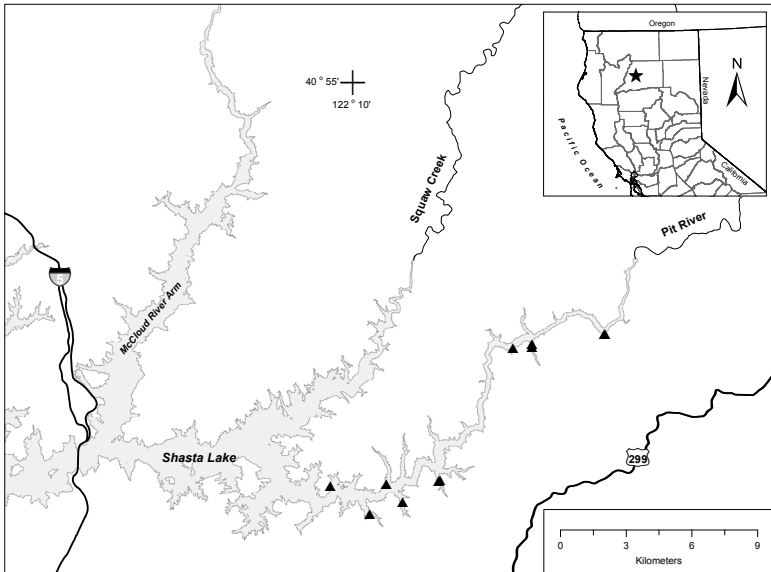 Oregon
N
40° 55'
122° 10'
Nevada
Pacific Ocean
California
Squaw Creek
Pit River
5
McCloud River Arm
Shasta Lake
299
0 3 6 9
Kilometers